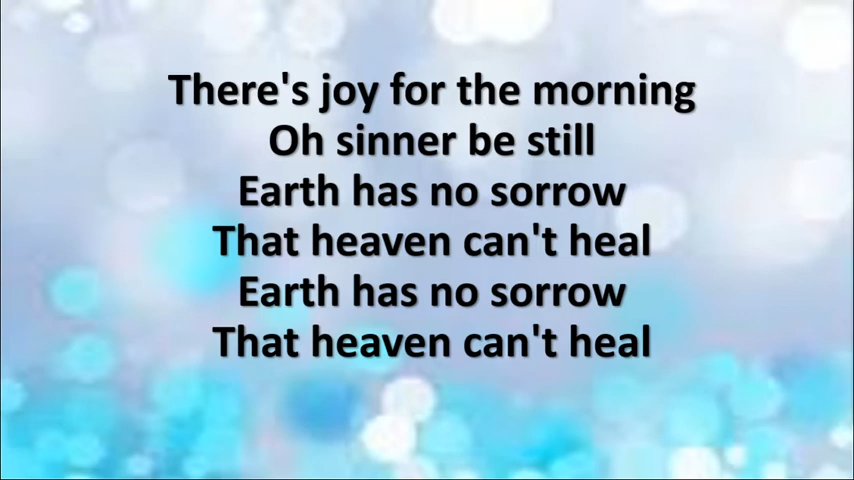 There's joy for the morning
Oh sinner be still
Earth has no sorrow
That heaven can't heal
Earth has no sorrow
That heaven can't heal